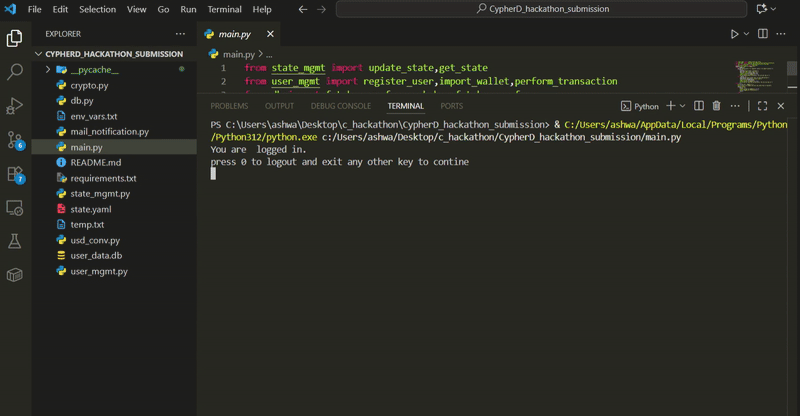 File Edit Selection View Go Run Terminal Help
CypherD_hackathon_submission
EXPLORER
CYPHERD_HACKATHON_SUBMISSION
__pycache__
crypto.py
db.py
env_vars.txt
mail_notification.py
main.py
README.md
requirements.txt
state_mgmt.py
state.yaml
temp.txt
usd_conv.py
user_data.db
user_mgmt.py
6
7
main.py
main.py > ...
1 from state_mgmt import update_state,get_state
2 from user_mgmt import register_user,import_wallet,perform_transaction
PROBLEMS OUTPUT DEBUG CONSOLE TERMINAL PORTS
Python
PS C:\Users\ashwa\Desktop\c_hackathon\CypherD_hackathon_submission> & C:/Users/ashwa/AppData/Local/Programs/Python
/Python312/python.exe c:/Users/ashwa/Desktop/c_hackathon/CypherD_hackathon_submission/main.py
You are  logged in.
press 0 to logout and exit any other key to contine